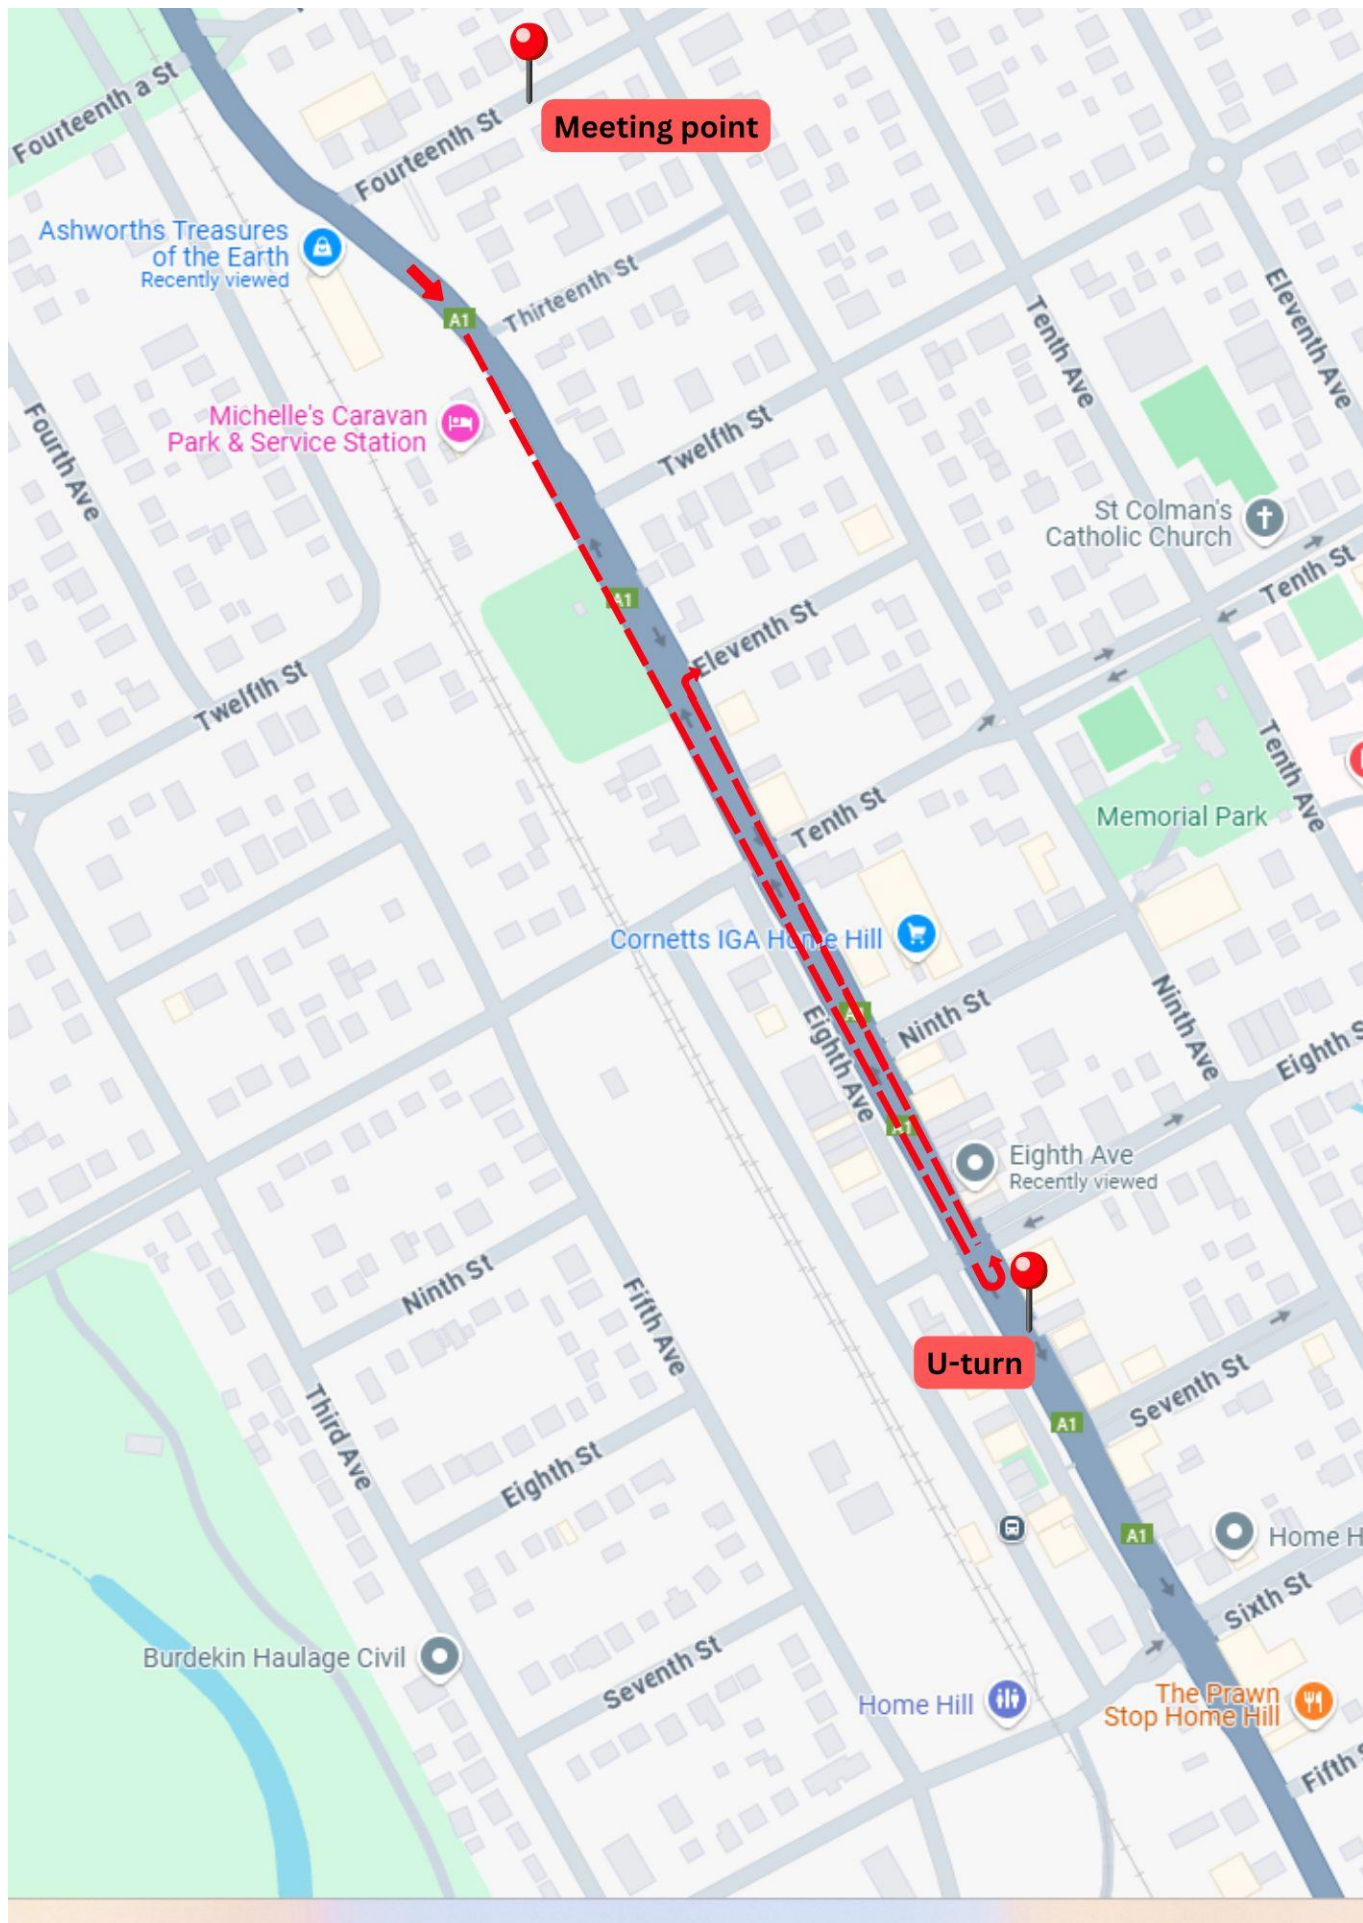 Fourteenth a St
Meeting point
Fourteenth St
Ashworths Treasures
of the Earth
Recently viewed
A1
Thirteenth St
Tenth Ave
Eleventh Ave
Fourth Ave
Michelle's Caravan
Park & Service Station
Twelfth St
St Colman's
Catholic Church
Tenth St
A1
Eleventh St
Twelfth St
Tenth Ave
Tenth St
Memorial Park
Cornetts IGA Home Hill
A1
Ninth St
Ninth Ave
Eighth Ave
Eighth S
A1
Eighth Ave
Recently viewed
Ninth St
Fifth Ave
U-turn
Seventh St
A1
Third Ave
Eighth St
A1
Home H
Sixth St
Burdekin Haulage Civil
Seventh St
Home Hill
The Prawn
Stop Home Hill
Fifth S